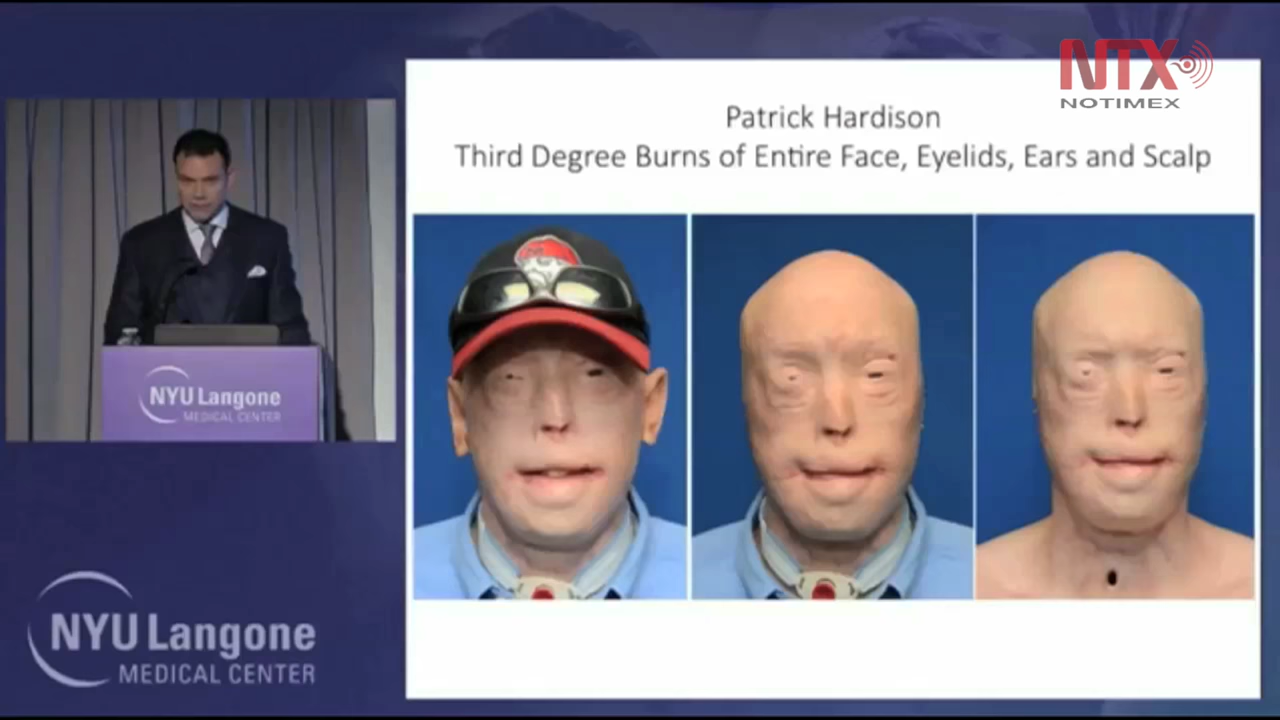 NTX
NOTIMEX
Patrick Hardison
Third Degree Burns of Entire Face, Eyelids, Ears and Scalp
NYU Langone
MEDICAL CENTER
NYU Langone
MEDICAL CENTER